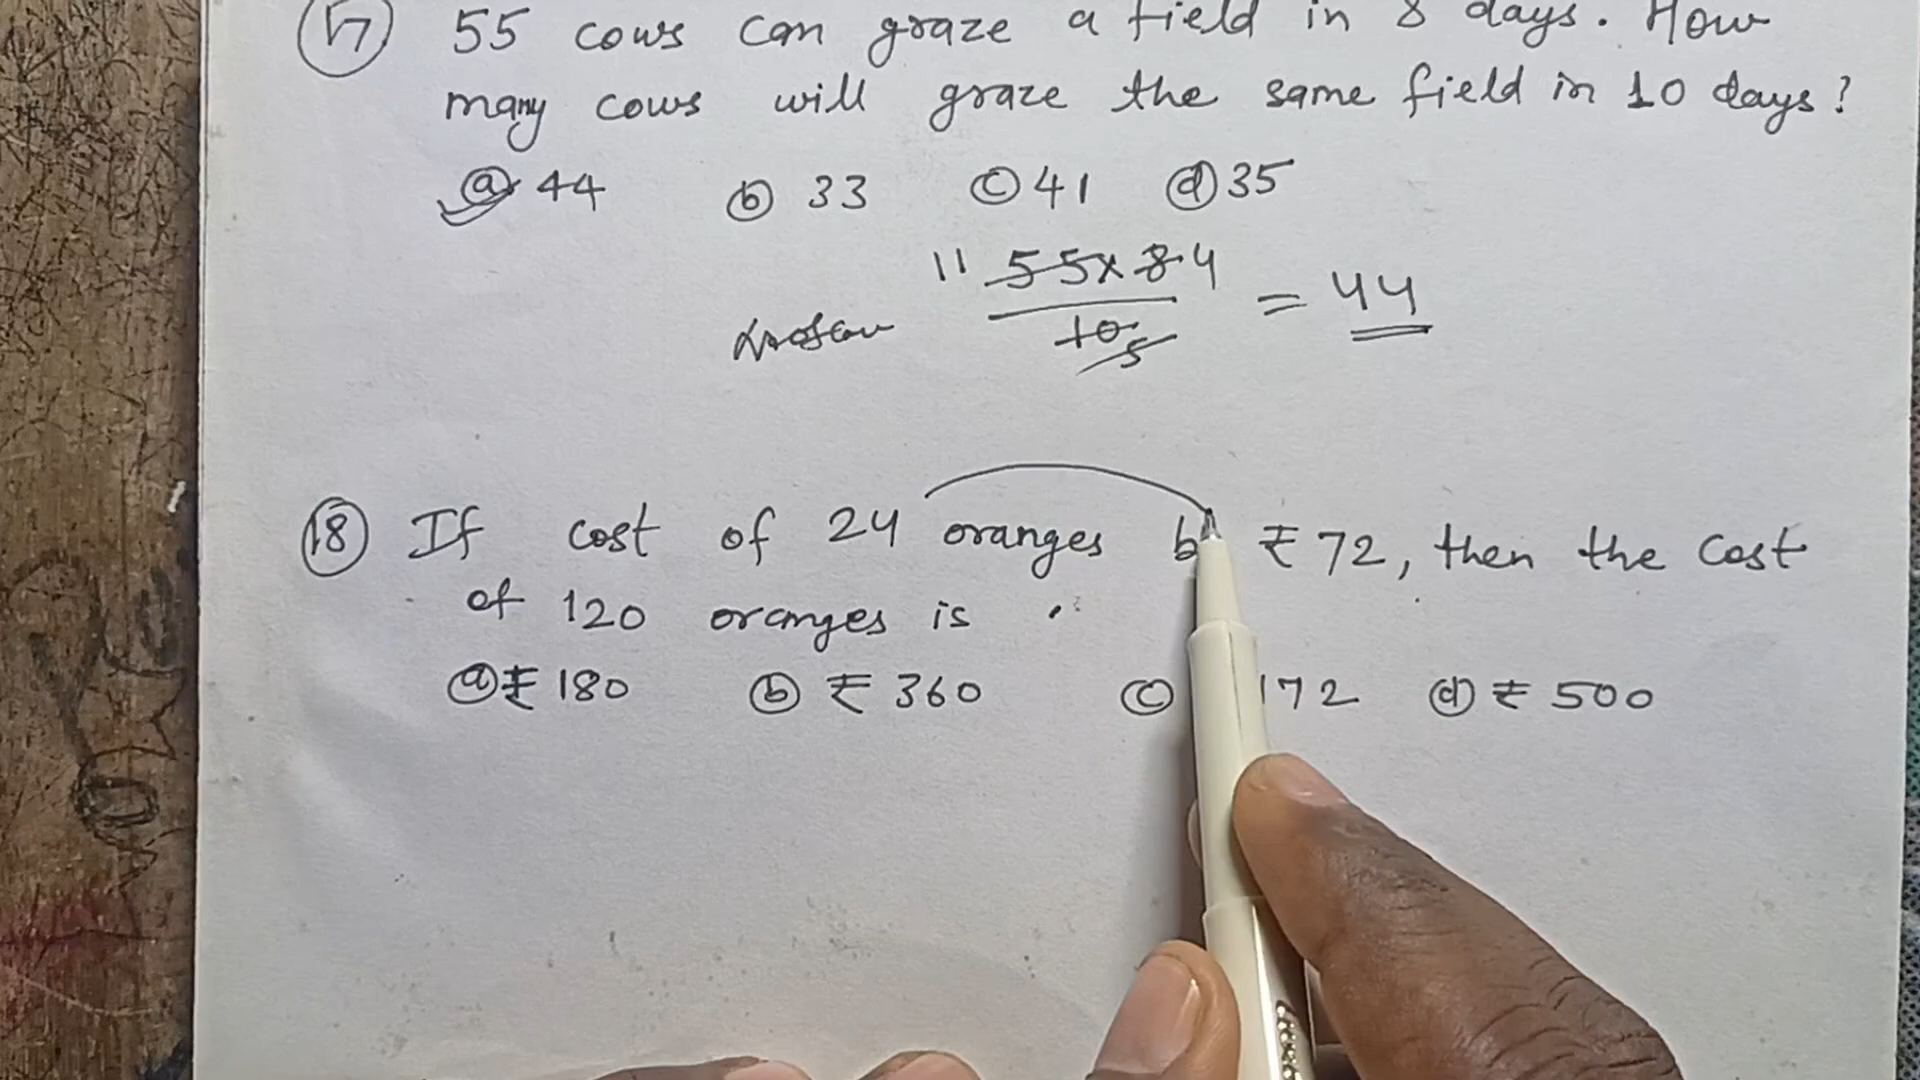 17 55 cows can graze a field in 8 days. How
many cows will graze the same field in 10 days?
a 44 b 33 c 41 d 35
11 55 x 8 4
10 5
= 44
18 If cost of 24 oranges b ₹ 72, then the cost
of 120 oranges is .
a ₹ 180 b ₹ 360 c 172 d ₹ 500